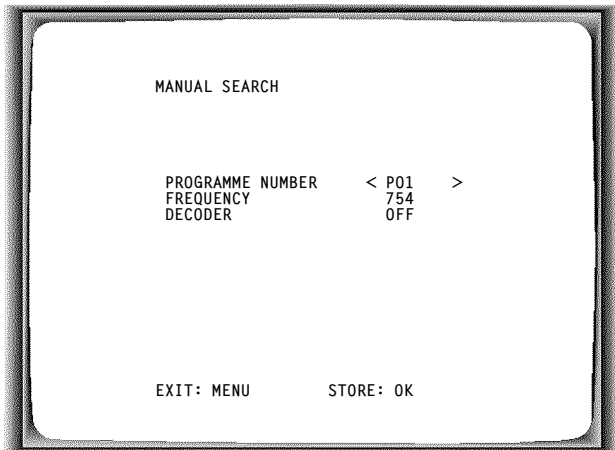 MANUAL SEARCH
PROGRAMME NUMBER < P01 >
FREQUENCY 754
DECODER OFF
EXIT: MENU STORE: OK